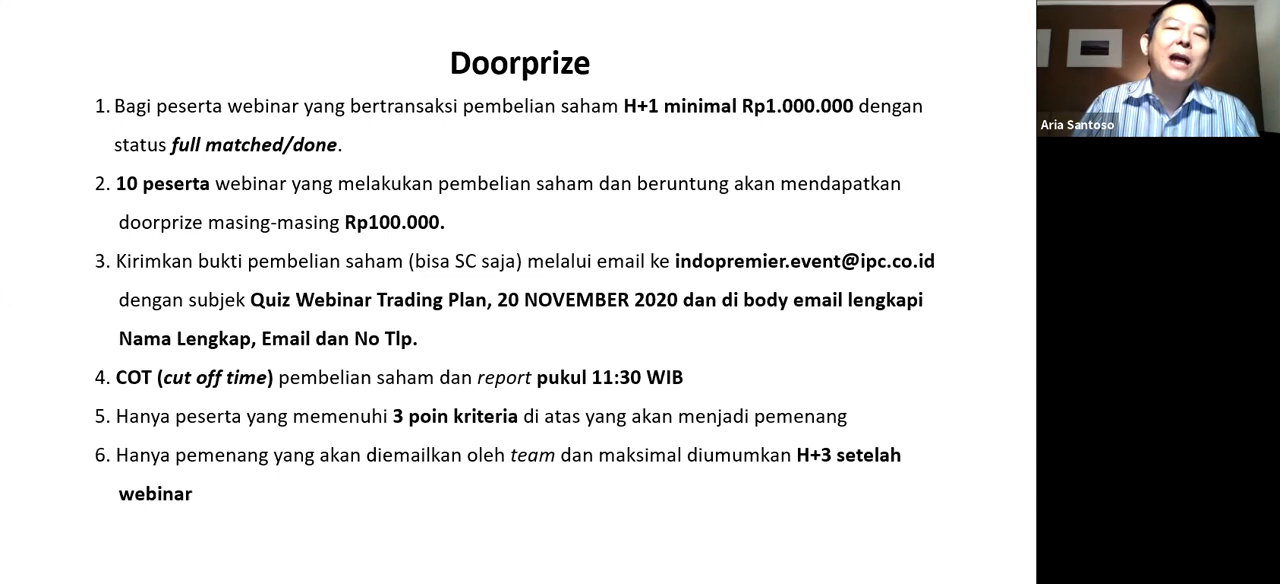 Doorprize
1. Bagi peserta webinar yang bertransaksi pembelian saham H+1 minimal Rp1.000.000 dengan
status full matched/done.
2. 10 peserta webinar yang melakukan pembelian saham dan beruntung akan mendapatkan
doorprize masing-masing Rp100.000.
3. Kirimkan bukti pembelian saham (bisa SC saja) melalui email ke indopremier.event@ipc.co.id
dengan subjek Quiz Webinar Trading Plan, 20 NOVEMBER 2020 dan di body email lengkapi
Nama Lengkap, Email dan No Tlp.
4. COT (cut off time) pembelian saham dan report pukul 11:30 WIB
5. Hanya peserta yang memenuhi 3 poin kriteria di atas yang akan menjadi pemenang
6. Hanya pemenang yang akan diemailkan oleh team dan maksimal diumumkan H+3 setelah
webinar
Aria Santoso